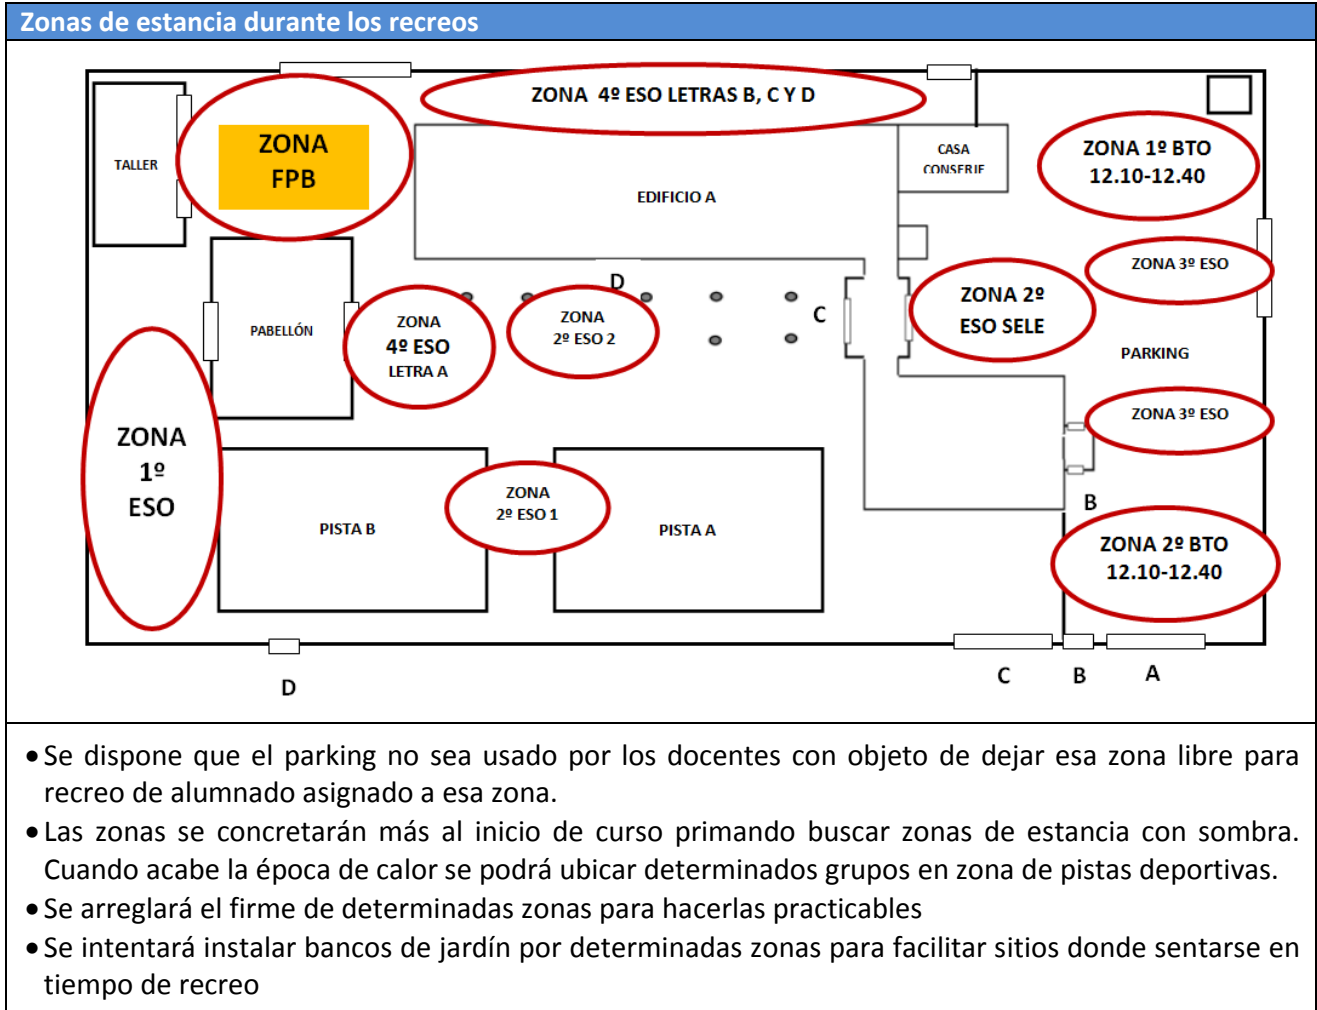 Zonas de estancia durante los recreos
ZONA 4º ESO LETRAS B, C Y D
ZONA
FPB
TALLER
CASA
CONSERJE
ZONA 1º BTO
12.10-12.40
EDIFICIO A
ZONA 3º ESO
D
C
ZONA 2º
ESO SELE
PABELLÓN
ZONA
4º ESO
LETRA A
ZONA
2º ESO 2
PARKING
ZONA 3º ESO
ZONA
1º
ESO
ZONA
2º ESO 1
PISTA B
PISTA A
B
ZONA 2º BTO
12.10-12.40
D
C
B
A
• Se dispone que el parking no sea usado por los docentes con objeto de dejar esa zona libre para
recreo de alumnado asignado a esa zona.
• Las zonas se concretarán más al inicio de curso primando buscar zonas de estancia con sombra.
Cuando acabe la época de calor se podrá ubicar determinados grupos en zona de pistas deportivas.
• Se arreglará el firme de determinadas zonas para hacerlas practicables
• Se intentará instalar bancos de jardín por determinadas zonas para facilitar sitios donde sentarse en
tiempo de recreo